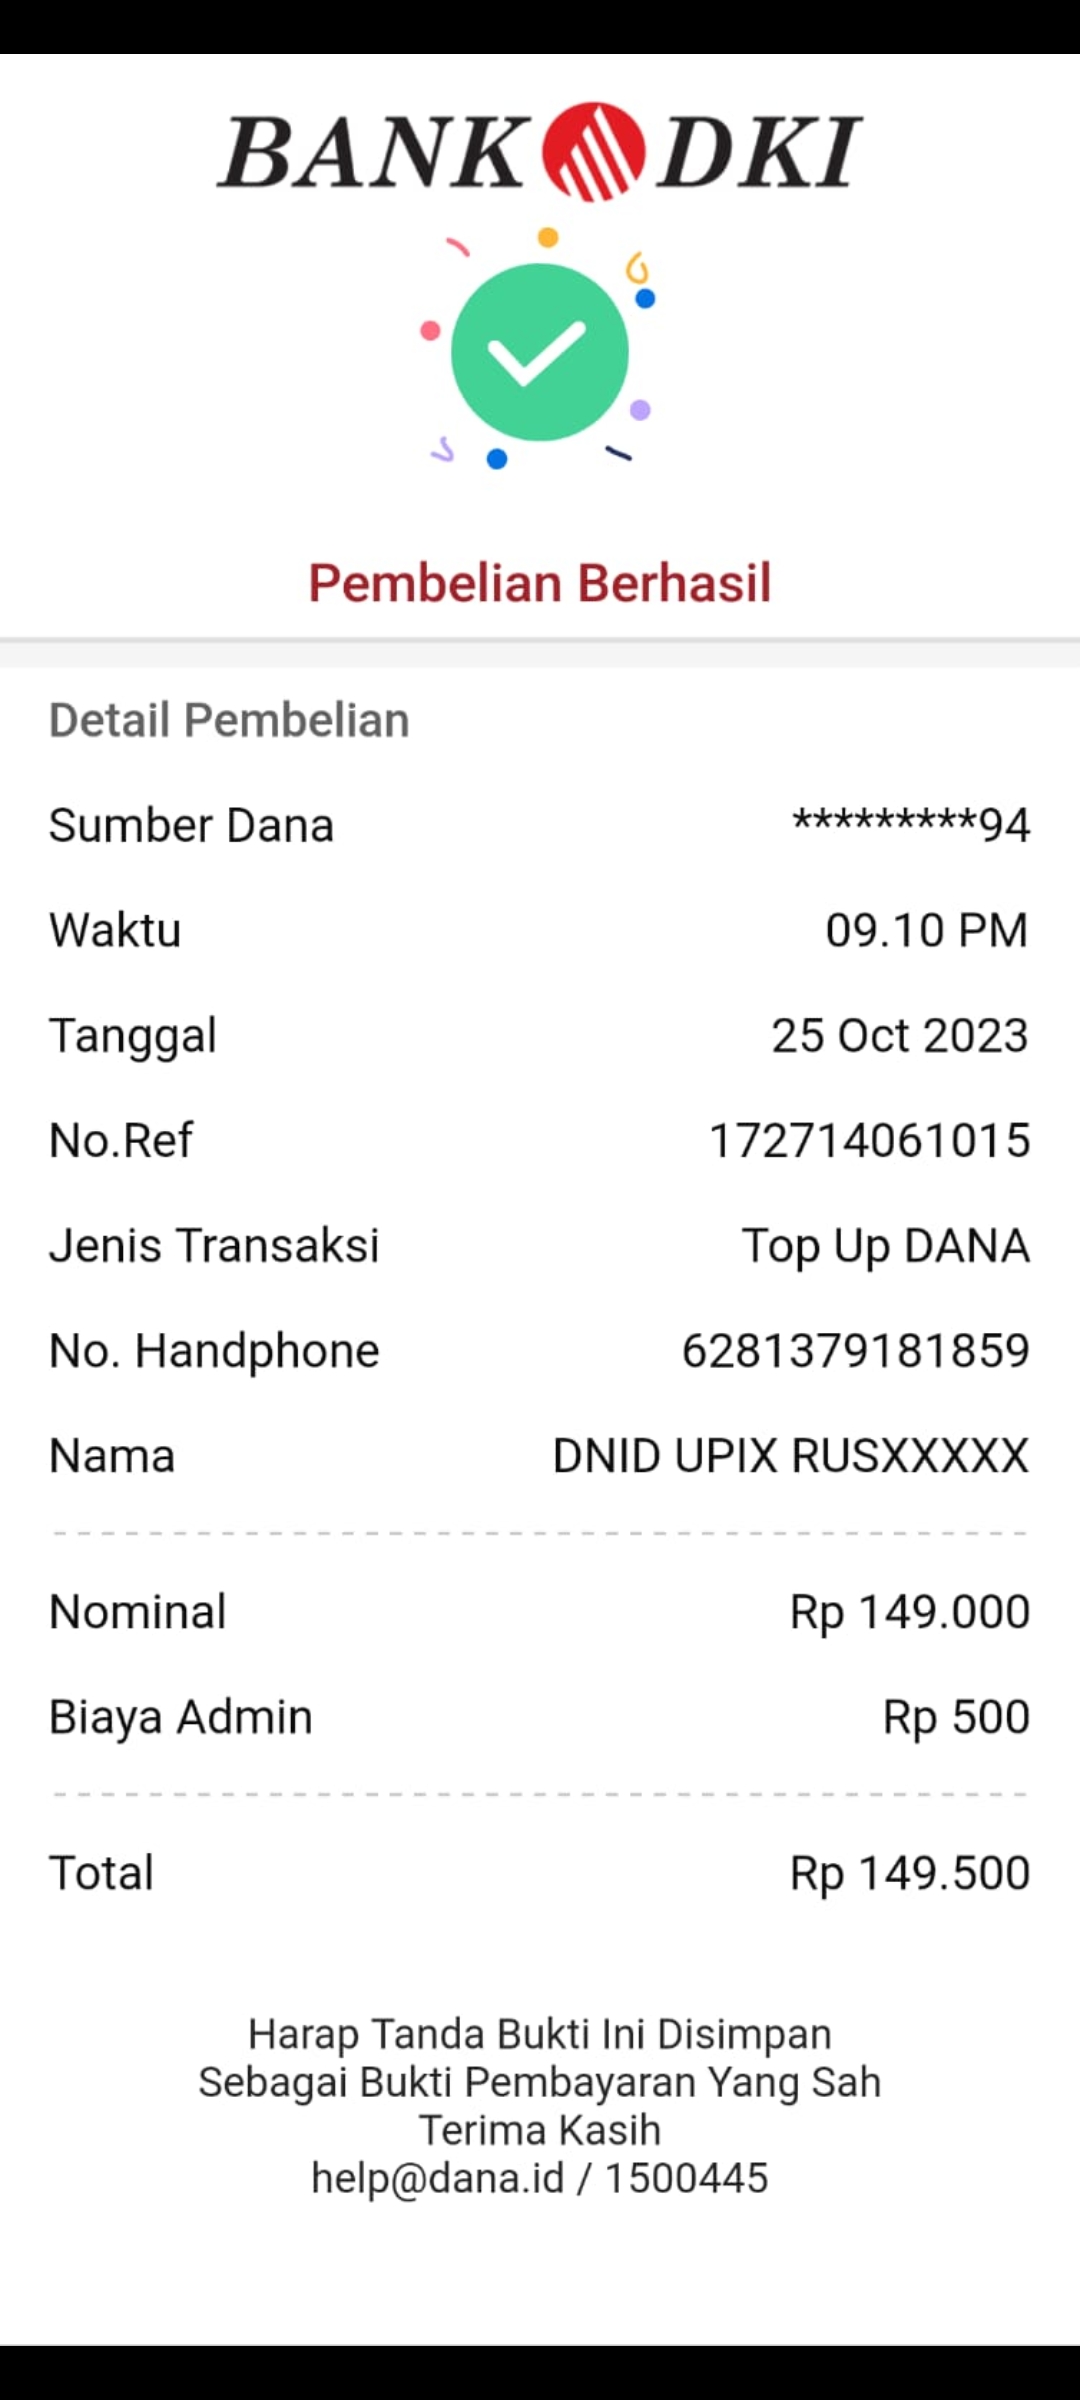 BANK DKI
Pembelian Berhasil
Detail Pembelian
Sumber Dana *********94
Waktu 09.10 PM
Tanggal 25 Oct 2023
No.Ref 172714061015
Jenis Transaksi Top Up DANA
No. Handphone 6281379181859
Nama DNID UPIX RUSXXXXX
Nominal Rp 149.000
Biaya Admin Rp 500
Total Rp 149.500
Harap Tanda Bukti Ini Disimpan
Sebagai Bukti Pembayaran Yang Sah
Terima Kasih
help@dana.id / 1500445